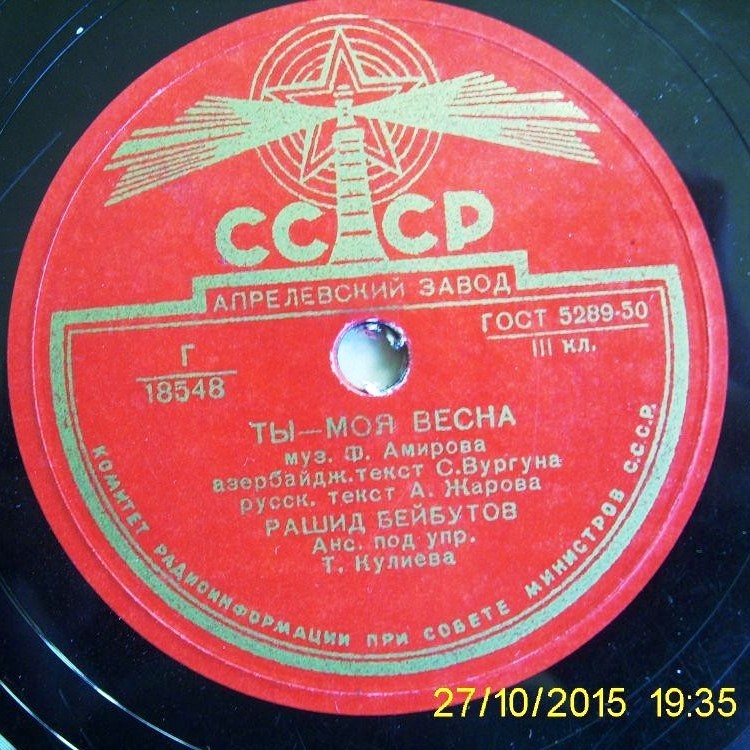 СССР
АПРЕЛЕВСКИЙ ЗАВОД
ГОСТ 5289-50
III кл.
Г
18548
ТЫ—МОЯ ВЕСНА
муз. Ф. Амирова
азербайдж.текст С.Вургуна
русск. текст А. Жарова
РАШИД БЕЙБУТОВ
Анс. под упр.
Т. Кулиева
КОМИТЕТ РАДИОИНФОРМАЦИИ ПРИ СОВЕТЕ МИНИСТРОВ С.С.С.Р.
27/10/2015 19:35